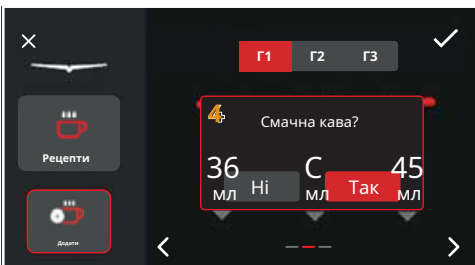 Г1 Г2 Г3
4
Смачна кава?
Рецепти
36 С 45
мл Ні мл Так мл
Додати